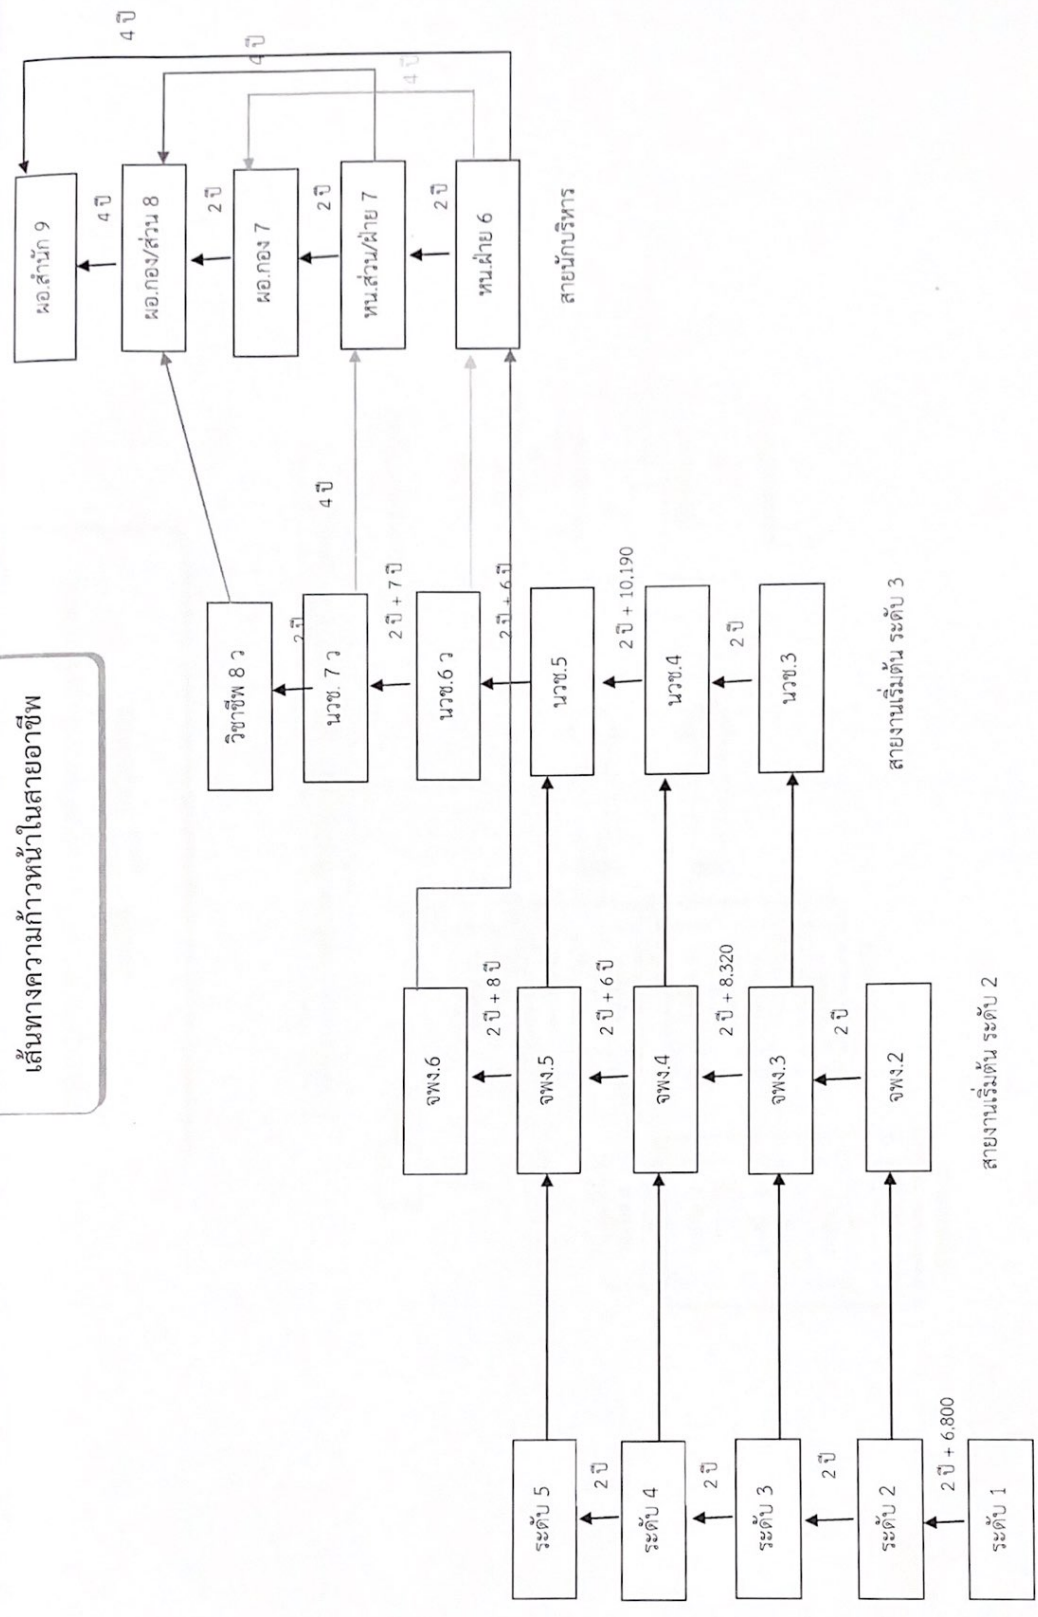 เส้นทางความก้าวหน้าในสายอาชีพ
ผอ.สำนัก 9
4 ปี
4 ปี
ผอ.กอง/ส่วน 8
2 ปี
4 ปี
ผอ.กอง 7
2 ปี
4 ปี
หน.ส่วน/ฝ่าย 7
2 ปี
หน.ฝ่าย 6
สายนักบริหาร
วิชาชีพ 8 ว
2 ปี
นวช. 7 ว
4 ปี
2 ปี + 7 ปี
นวช.6 ว
2 ปี + 6 ปี
นวช.5
2 ปี + 10.190
นวช.4
2 ปี
นวช.3
สายงานเริ่มต้น ระดับ 3
จพง.6
2 ปี + 8 ปี
จพง.5
2 ปี + 6 ปี
จพง.4
2 ปี + 8.320
จพง.3
2 ปี
จพง.2
สายงานเริ่มต้น ระดับ 2
ระดับ 5
2 ปี
ระดับ 4
2 ปี
ระดับ 3
2 ปี
ระดับ 2
2 ปี + 6.800
ระดับ 1